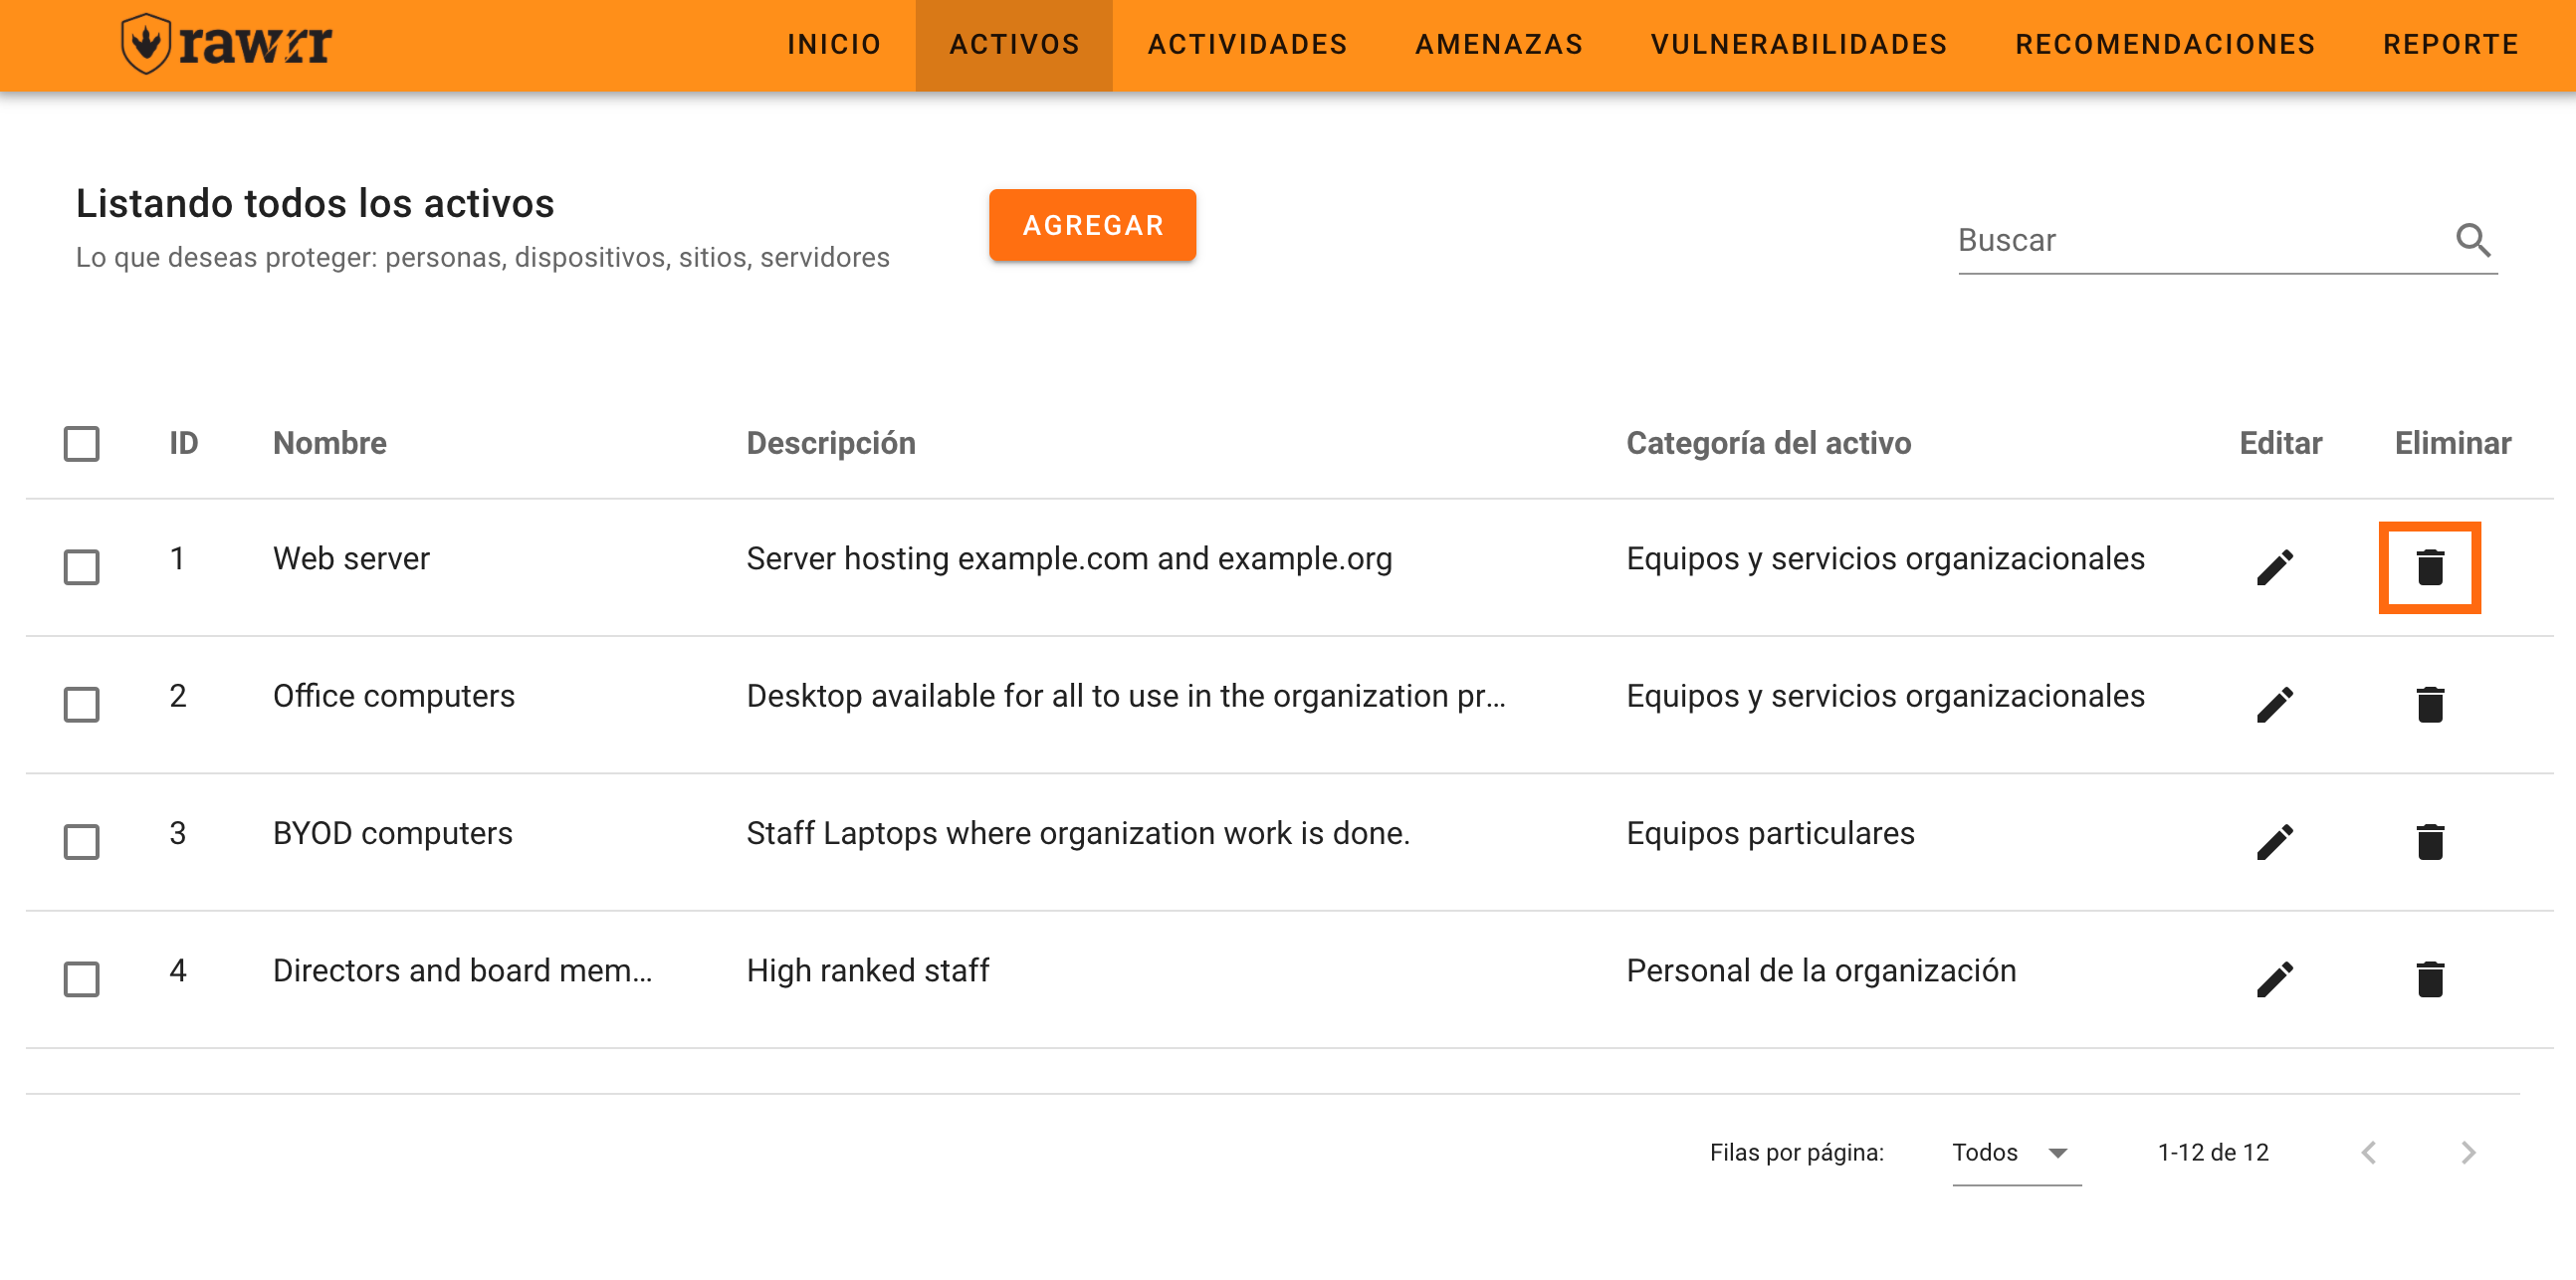 rawrr INICIO ACTIVOS ACTIVIDADES AMENAZAS VULNERABILIDADES RECOMENDACIONES REPORTE
Listando todos los activos
AGREGAR
Lo que deseas proteger: personas, dispositivos, sitios, servidores
Buscar
ID Nombre Descripción Categoría del activo Editar Eliminar
1 Web server Server hosting example.com and example.org Equipos y servicios organizacionales
2 Office computers Desktop available for all to use in the organization pr... Equipos y servicios organizacionales
3 BYOD computers Staff Laptops where organization work is done. Equipos particulares
4 Directors and board mem... High ranked staff Personal de la organización
Filas por página: Todos 1-12 de 12